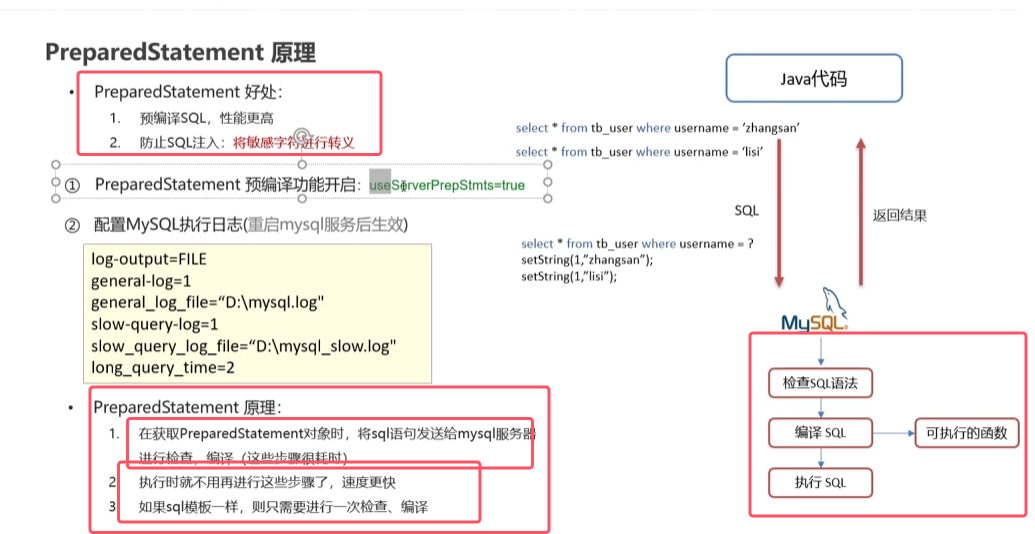 PreparedStatement 原理
• PreparedStatement 好处：
1. 预编译SQL，性能更高
2. 防止SQL注入：将敏感字符进行转义
① PreparedStatement 预编译功能开启：useServerPrepStmts=true
② 配置MySQL执行日志(重启mysql服务后生效)
log-output=FILE
general-log=1
general_log_file=“D:\mysql.log"
slow-query-log=1
slow_query_log_file=“D:\mysql_slow.log"
long_query_time=2
• PreparedStatement 原理：
1. 在获取PreparedStatement对象时，将sql语句发送给mysql服务器
进行检查，编译（这些步骤很耗时）
2. 执行时就不用再进行这些步骤了，速度更快
3. 如果sql模板一样，则只需要进行一次检查、编译
Java代码
select * from tb_user where username = ‘zhangsan’
select * from tb_user where username = ‘lisi’
SQL
返回结果
select * from tb_user where username = ?
setString(1,”zhangsan”);
setString(1,”lisi”);
MySQL
检查SQL语法
编译 SQL
可执行的函数
执行 SQL